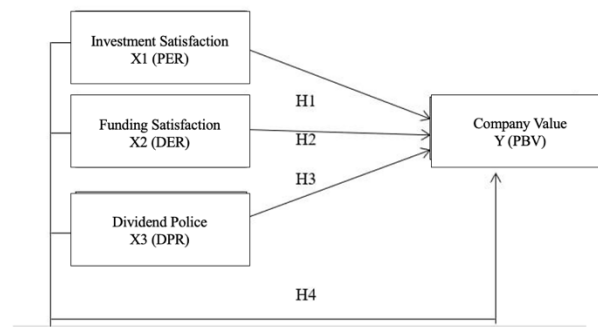 Investment Satisfaction
X1 (PER)
H1
Funding Satisfaction
X2 (DER)
H2
Company Value
Y (PBV)
H3
Dividend Police
X3 (DPR)
H4